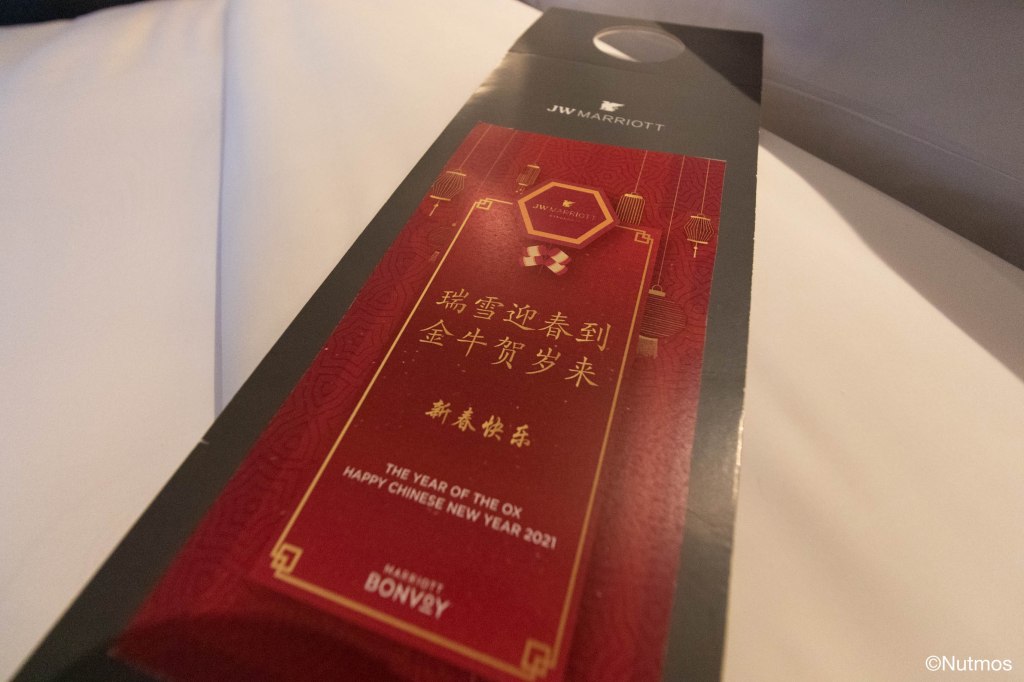 JW MARRIOTT
JW MARRIOTT
瑞雪迎春到
金牛贺岁来
新春快乐
THE YEAR OF THE OX
HAPPY CHINESE NEW YEAR 2021
MARRIOTT
BONVOY
©Nutmos